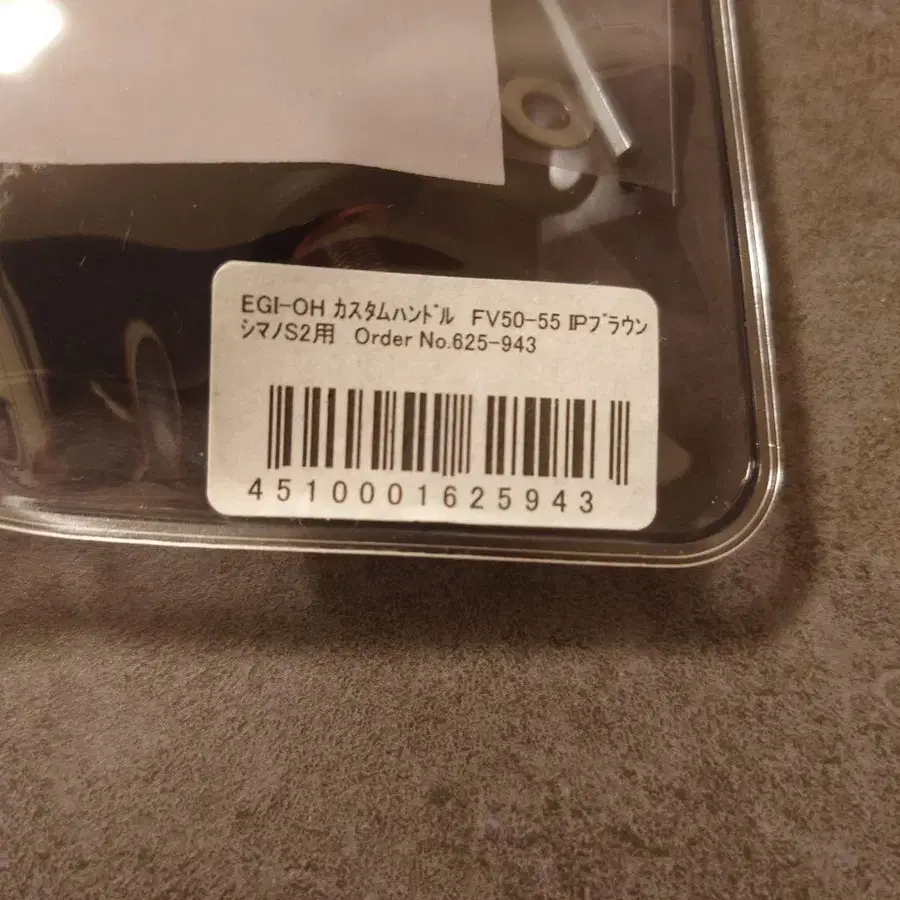 EGI-OH ｶｽﾀﾑﾊﾝﾄﾞﾙ FV50-55 IPﾌﾞﾗｳﾝ
ｼﾏﾉS2用 Order No.625-943
4510001625943